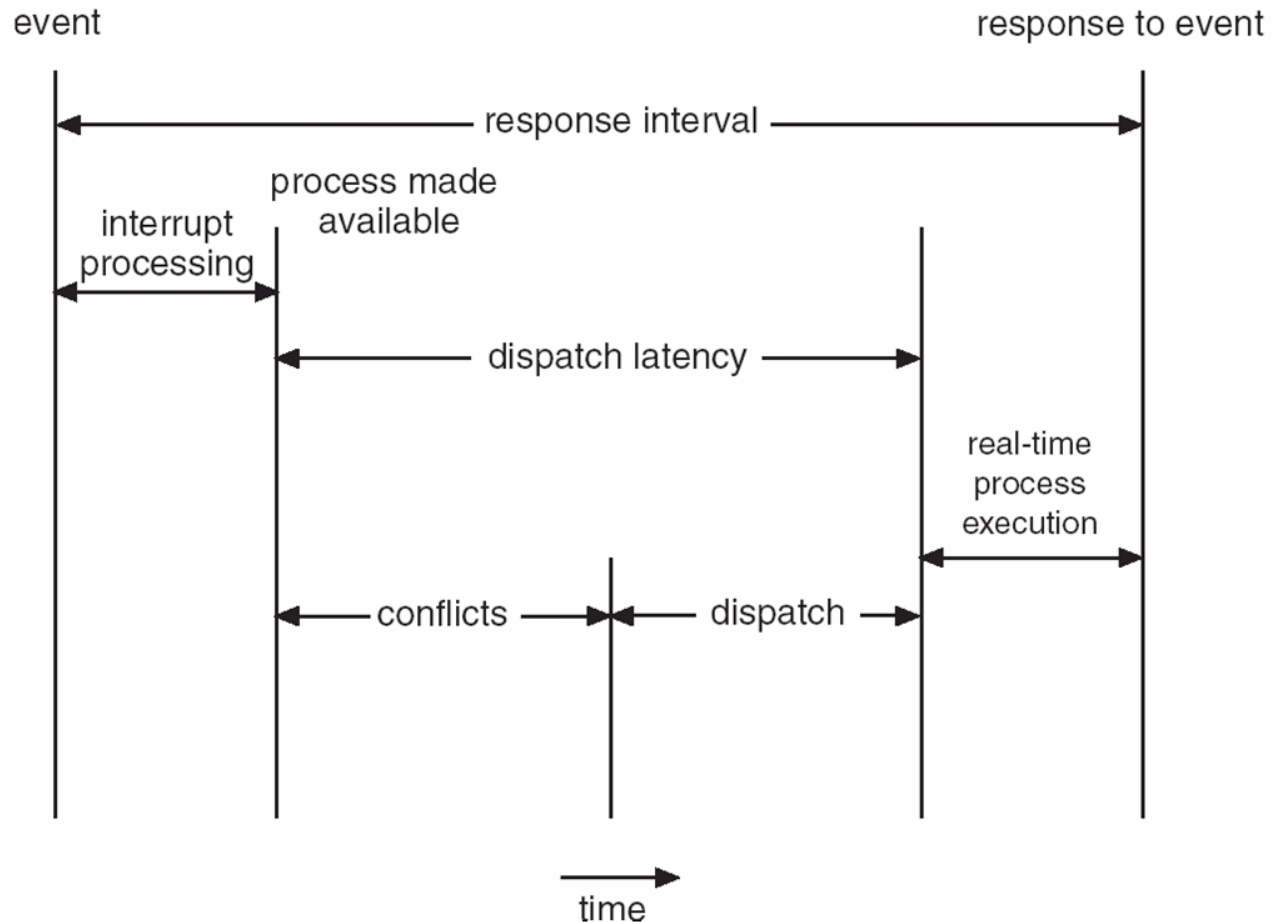 event
response to event
response interval
process made
available
interrupt
processing
dispatch latency
real-time
process
execution
conflicts
dispatch
time